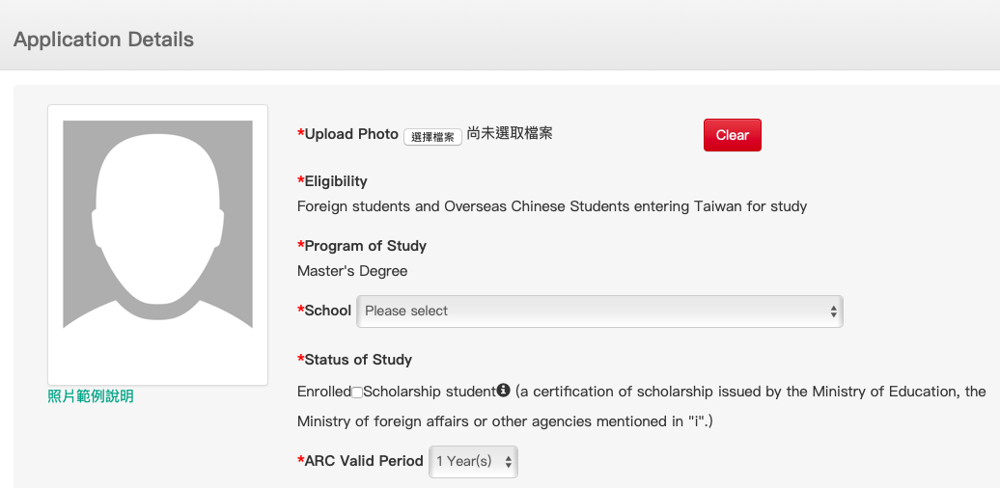 Application Details
*Upload Photo 選擇檔案 尚未選取檔案 Clear
*Eligibility
Foreign students and Overseas Chinese Students entering Taiwan for study
*Program of Study
Master's Degree
*School Please select
*Status of Study
Enrolled Scholarship student (a certification of scholarship issued by the Ministry of Education, the
Ministry of foreign affairs or other agencies mentioned in "i".)
*ARC Valid Period 1 Year(s)
照片範例說明